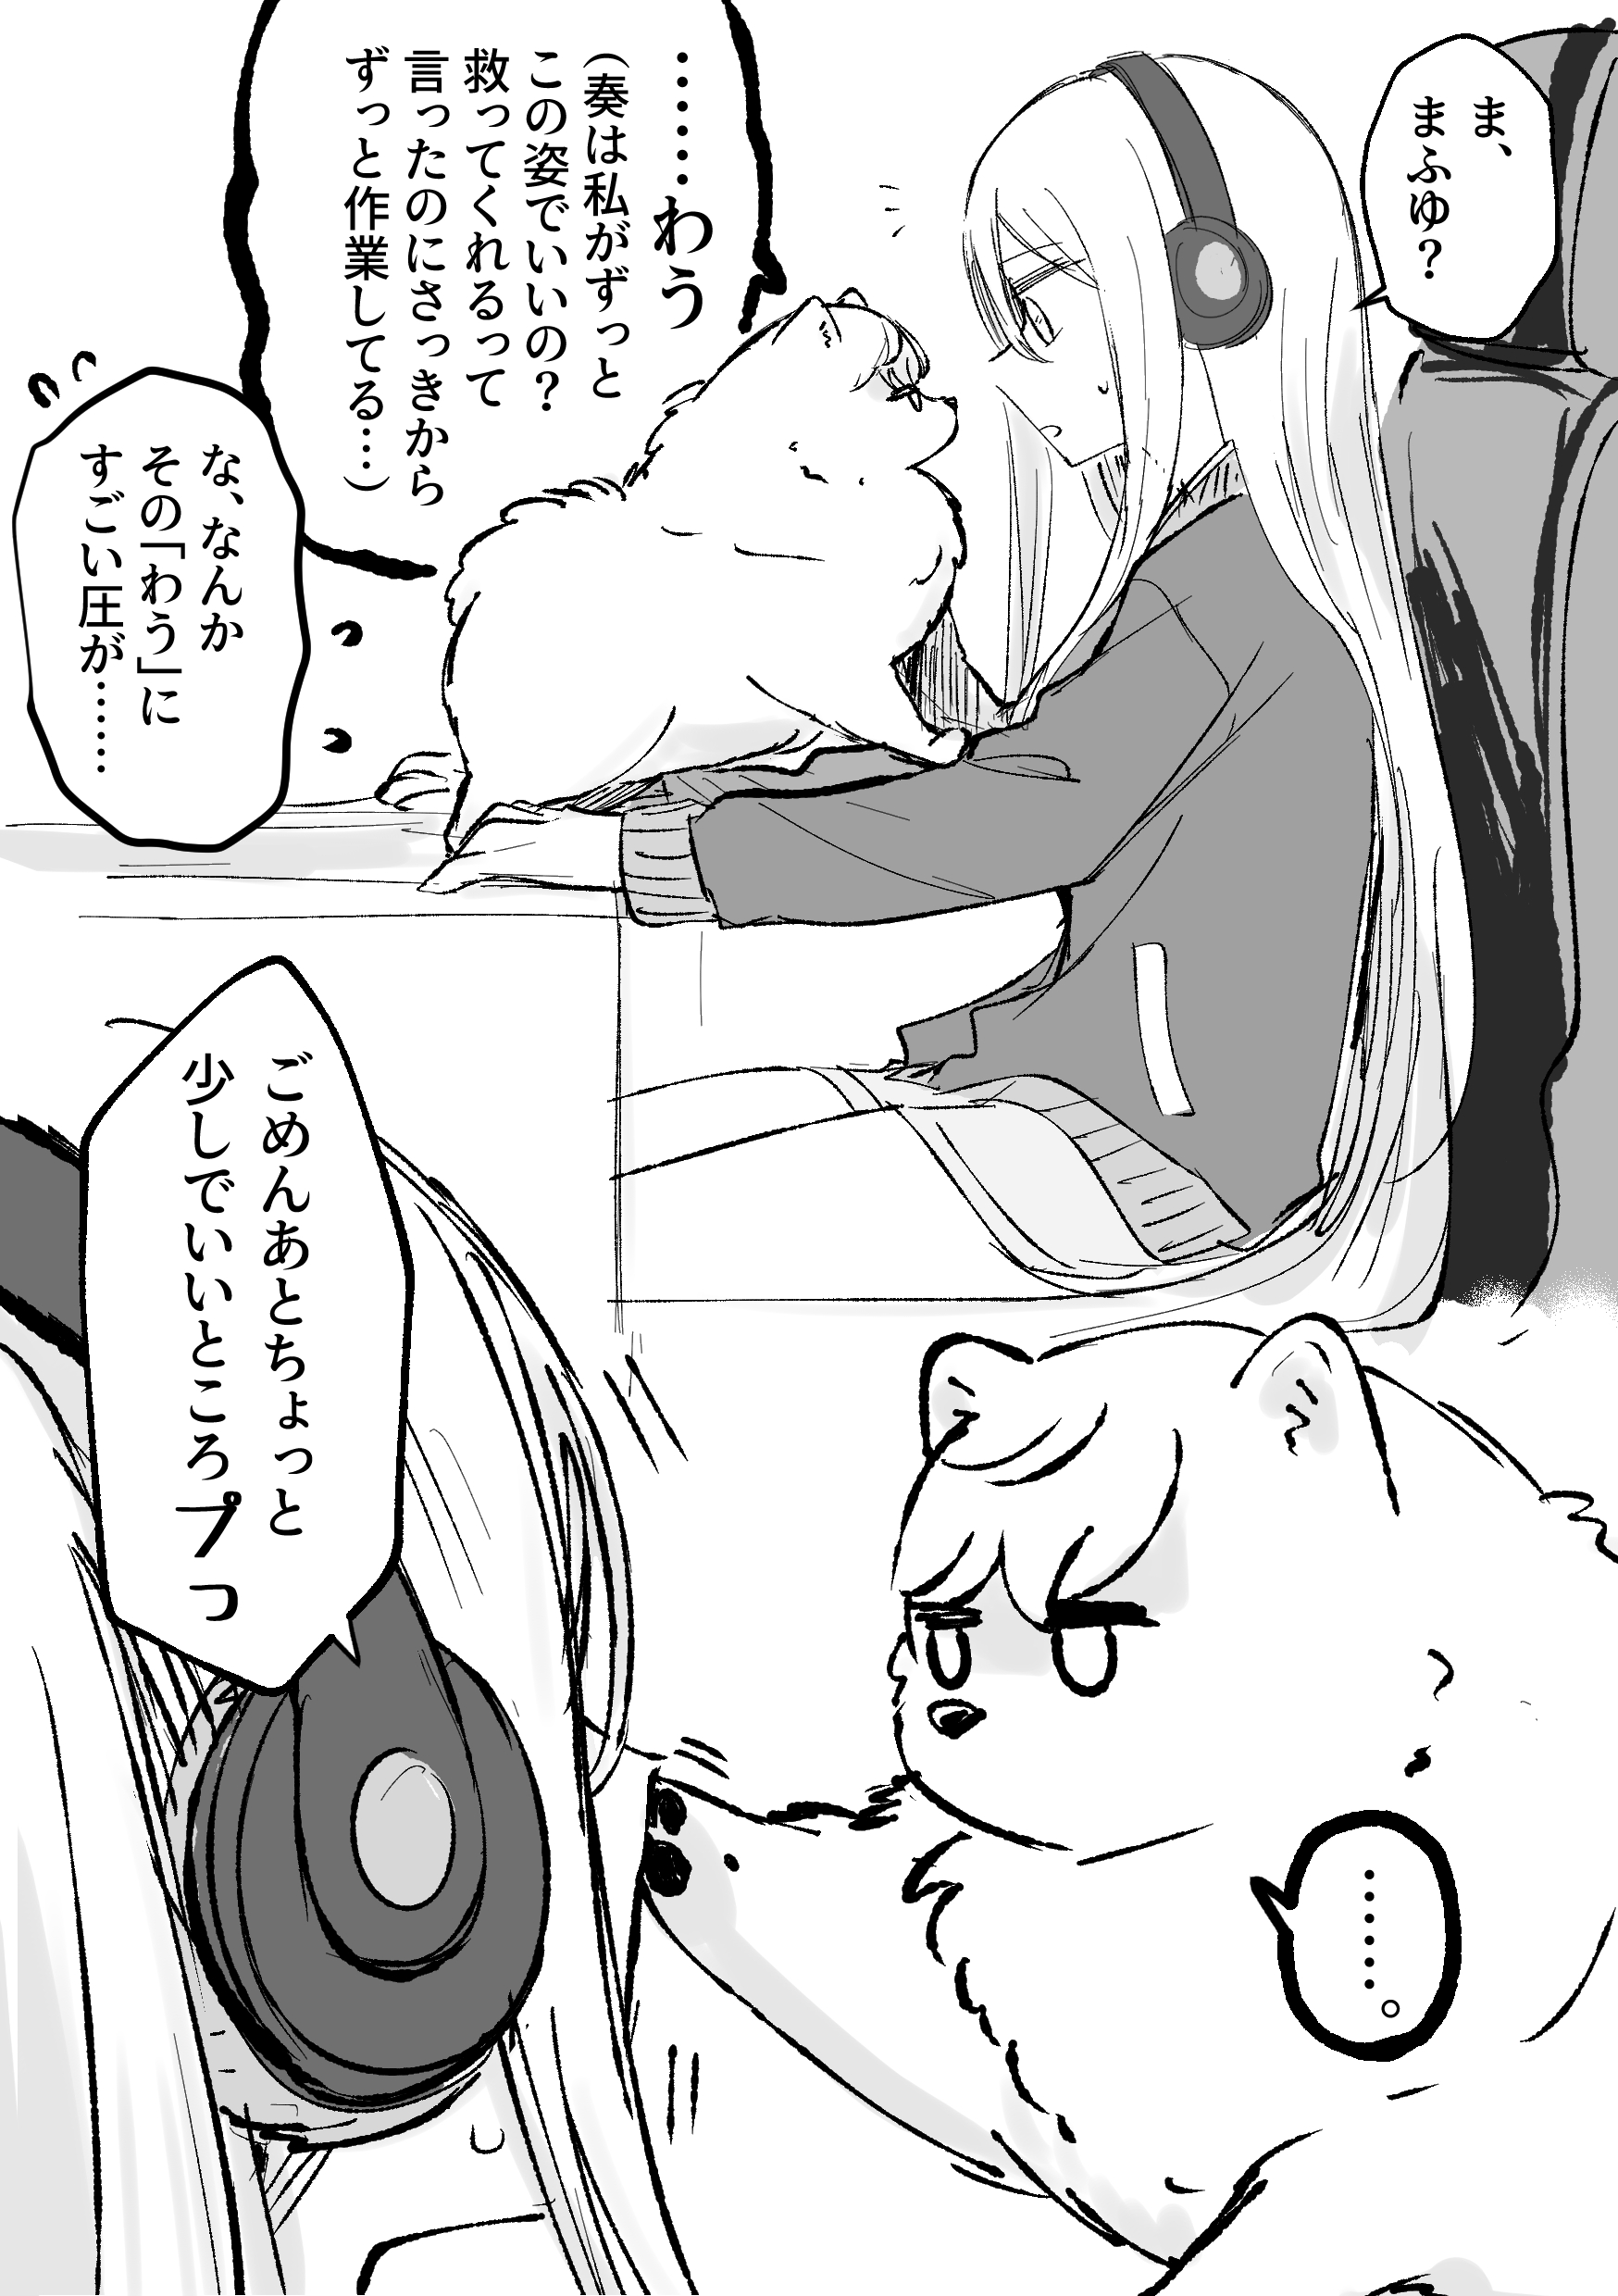 ま、
まふゆ?
……わう
(奏は私がずっと
この姿でいいの?
救ってくれるって
言ったのにさっきから
ずっと作業してる…)
な、なんか
その「わう」に
すごい圧が……
ごめんあとちょっと
少しでいいところプつ
……。